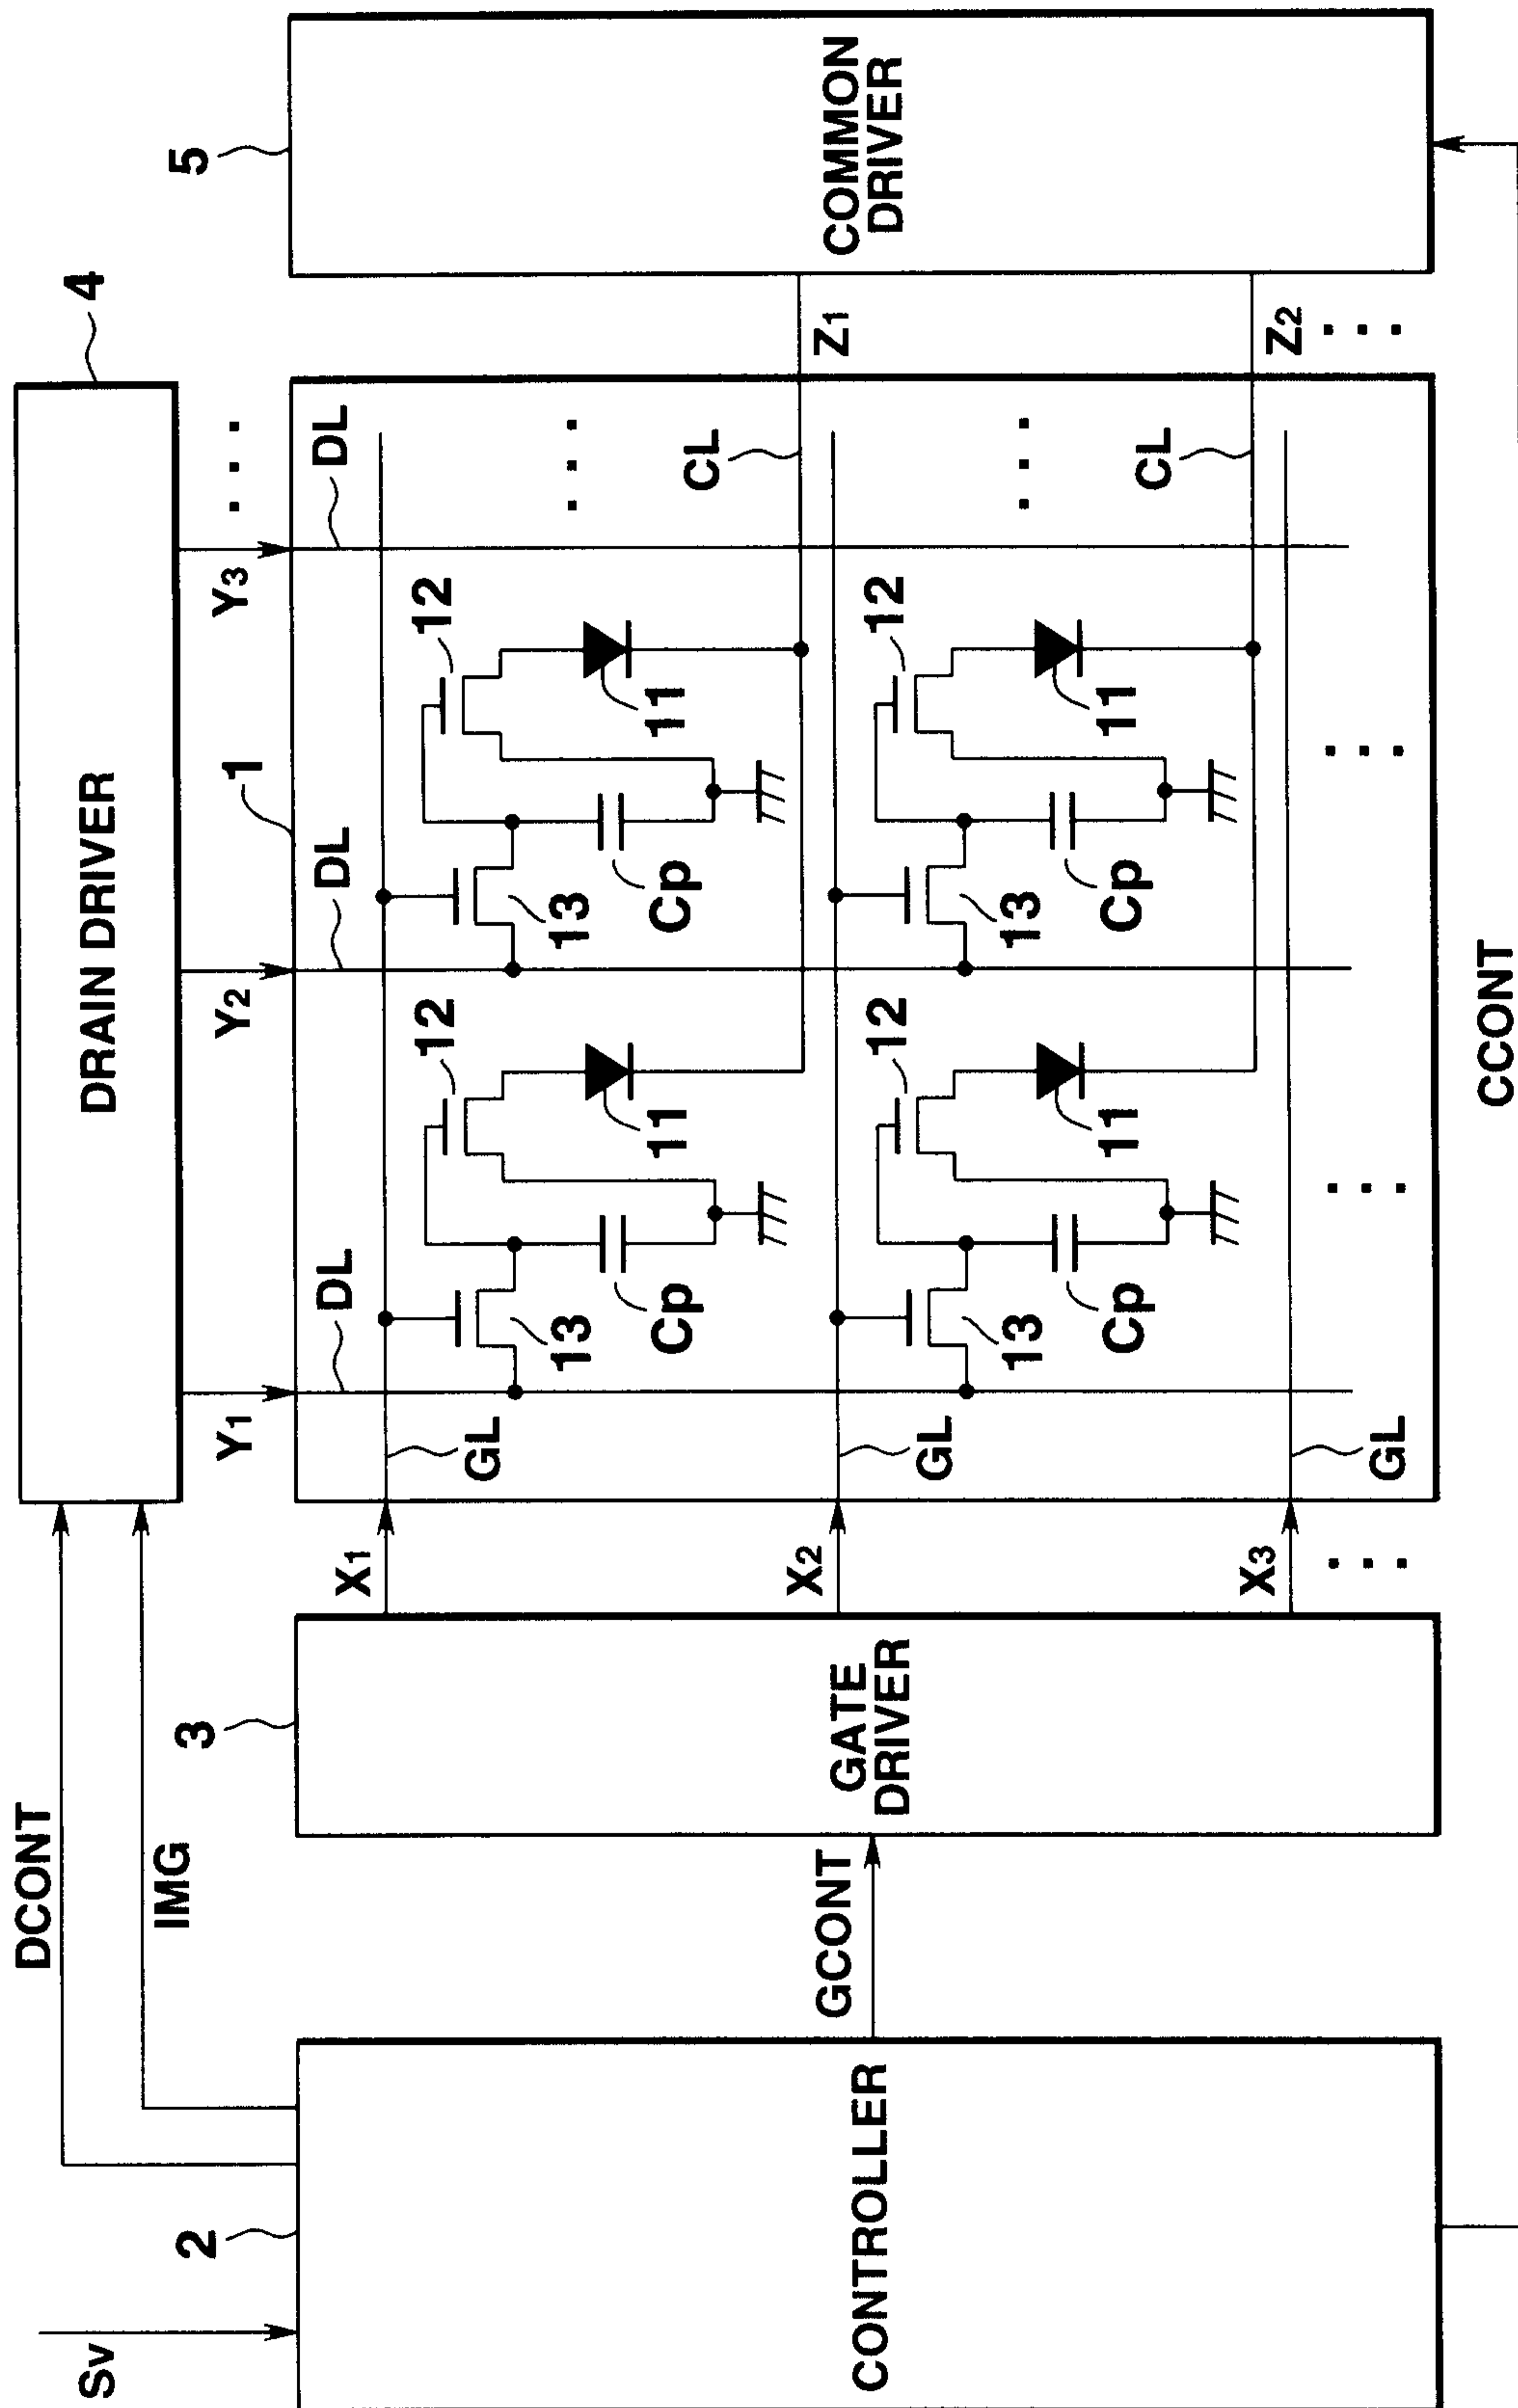 Sv
2
CONTROLLER
DCONT
IMG
GCONT
3
GATE
DRIVER
X1
X2
X3
4
DRAIN DRIVER
Y1
Y2
Y3
1
DL
DL
DL
GL
GL
GL
13
Cp
12
11
13
Cp
12
11
13
Cp
12
11
13
Cp
12
11
CL
CL
Z1
Z2
5
COMMON
DRIVER
CCONT